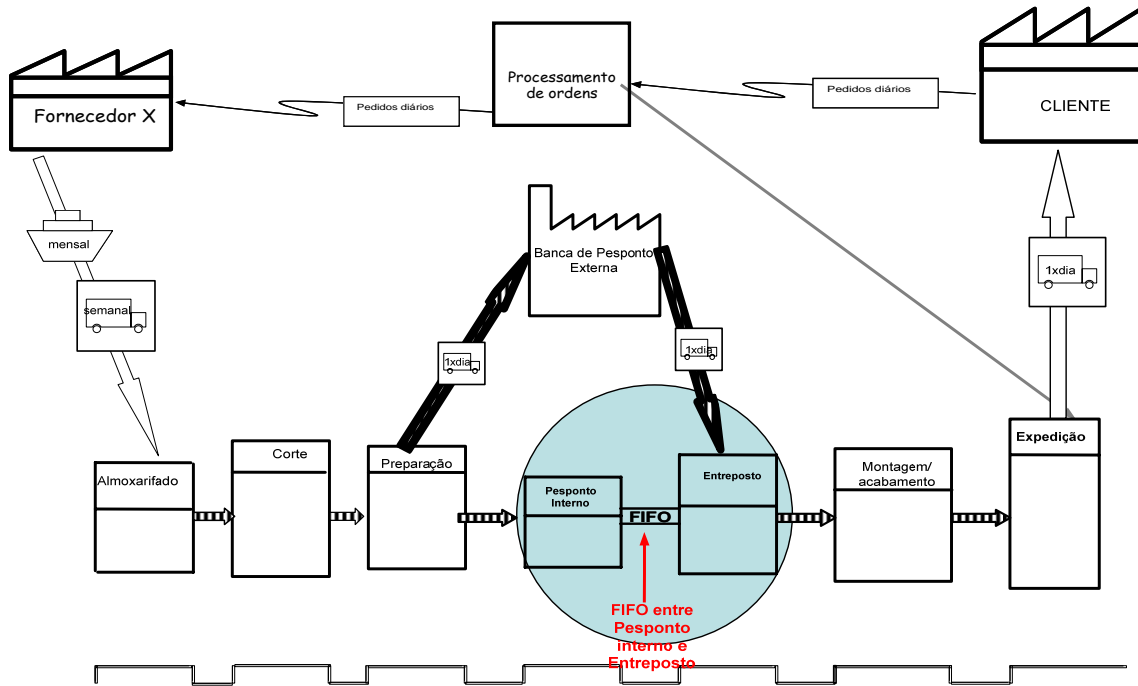 Processamento
de ordens
Pedidos diários
Pedidos diários
Fornecedor X
CLIENTE
mensal
semanal
Banca de Pesponto
Externa
1xdia
1xdia
1xdia
Almoxarifado
Corte
Preparação
Pesponto
Interno
FIFO
Entreposto
Montagem/
acabamento
Expedição
FIFO entre
Pesponto
interno e
Entreposto